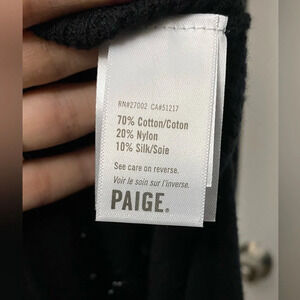 RN#27002 CA#51217
70% Cotton/Coton
20% Nylon
10% Silk/Soie
See care on reverse.
Voir le soin sur l'inverse.
PAIGE®